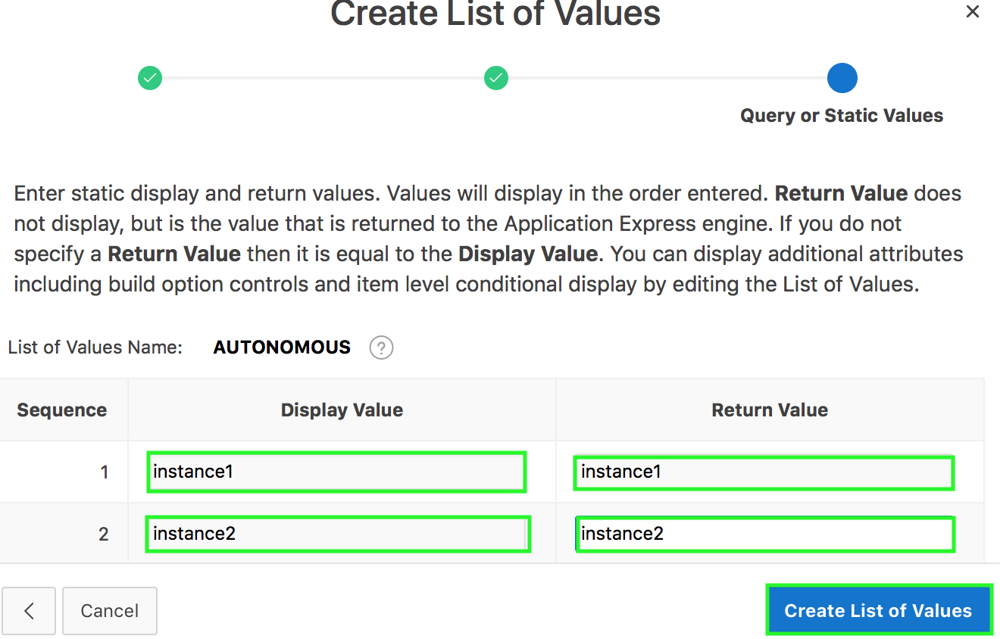 Create List of Values
Query or Static Values
Enter static display and return values. Values will display in the order entered. Return Value does
not display, but is the value that is returned to the Application Express engine. If you do not
specify a Return Value then it is equal to the Display Value. You can display additional attributes
including build option controls and item level conditional display by editing the List of Values.
List of Values Name: AUTONOMOUS ?
Sequence Display Value Return Value
1 instance1 instance1
2 instance2 instance2
Cancel Create List of Values